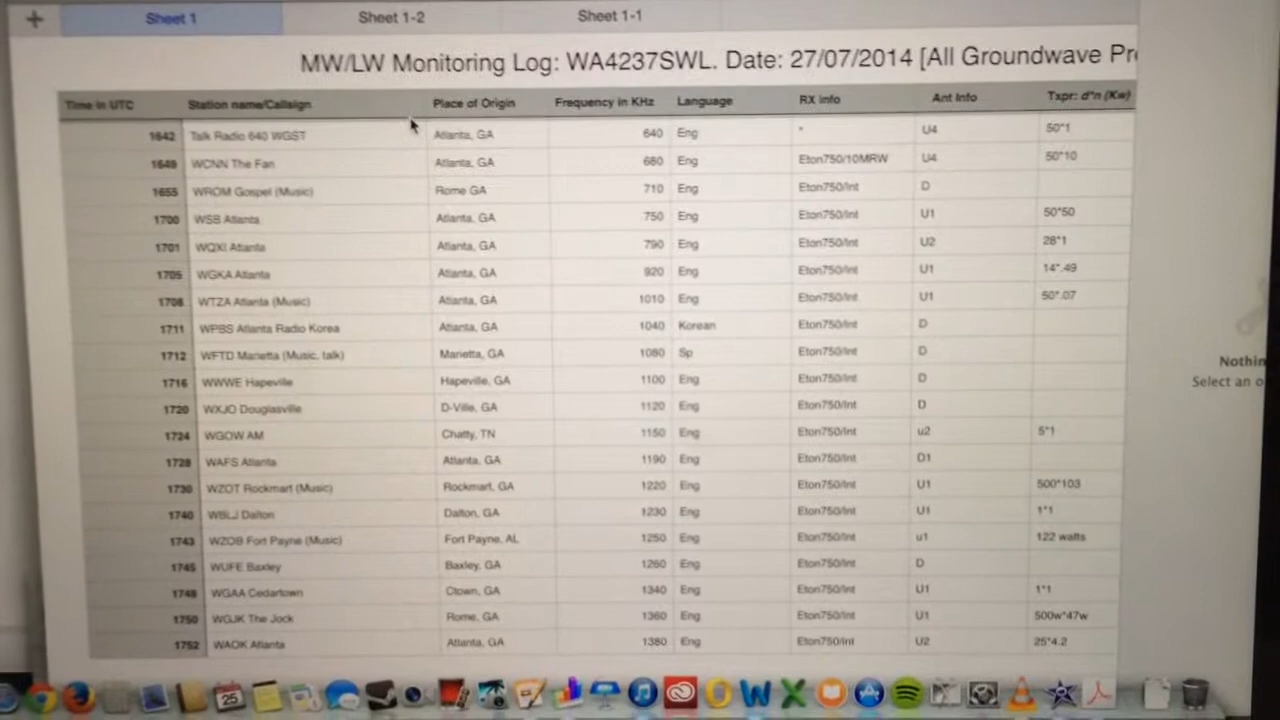 Sheet 1 Sheet 1-2 Sheet 1-1
MW/LW Monitoring Log: WA4237SWL. Date: 27/07/2014 [All Groundwave Pr
Time in UTC Station name/Callsign Place of Origin Frequency in KHz Language RX info Ant Info Txpr: d*n (Kw)
1642 Talk Radio 640 WGST Atlanta, GA 640 Eng * U4 50*1
1649 WCNN The Fan Atlanta, GA 680 Eng Eton750/10MRW U4 50*10
1655 WROM Gospel (Music) Rome GA 710 Eng Eton750/Int D
1700 WSB Atlanta Atlanta, GA 750 Eng Eton750/Int U1 50*50
1701 WQXI Atlanta Atlanta, GA 790 Eng Eton750/Int U2 28*1
1705 WGKA Atlanta Atlanta, GA 920 Eng Eton750/Int U1 14*.49
1708 WTZA Atlanta (Music) Atlanta, GA 1010 Eng Eton750/Int U1 50*.07
1711 WPBS Atlanta Radio Korea Atlanta, GA 1040 Korean Eton750/Int D
1712 WFTD Marietta (Music, talk) Marietta, GA 1080 Sp Eton750/Int D
1716 WWWE Hapeville Hapeville, GA 1100 Eng Eton750/Int D
1720 WXJO Douglasville D-Ville, GA 1120 Eng Eton750/Int D
1724 WGOW AM Chatty, TN 1150 Eng Eton750/Int u2 5*1
1728 WAFS Atlanta Atlanta, GA 1190 Eng Eton750/Int D1
1730 WZOT Rockmart (Music) Rockmart, GA 1220 Eng Eton750/Int U1 500*103
1740 WBLJ Dalton Dalton, GA 1230 Eng Eton750/Int U1 1*1
1743 WZOB Fort Payne (Music) Fort Payne, AL 1250 Eng Eton750/Int u1 122 watts
1745 WUFE Baxley Baxley, GA 1260 Eng Eton750/Int D
1748 WGAA Cedartown Ctown, GA 1340 Eng Eton750/Int U1 1*1
1750 WGJK The Jock Rome, GA 1360 Eng Eton750/Int U1 500w*47w
1752 WAOK Atlanta Atlanta, GA 1380 Eng Eton750/Int U2 25*4.2
Nothin
Select an o
25